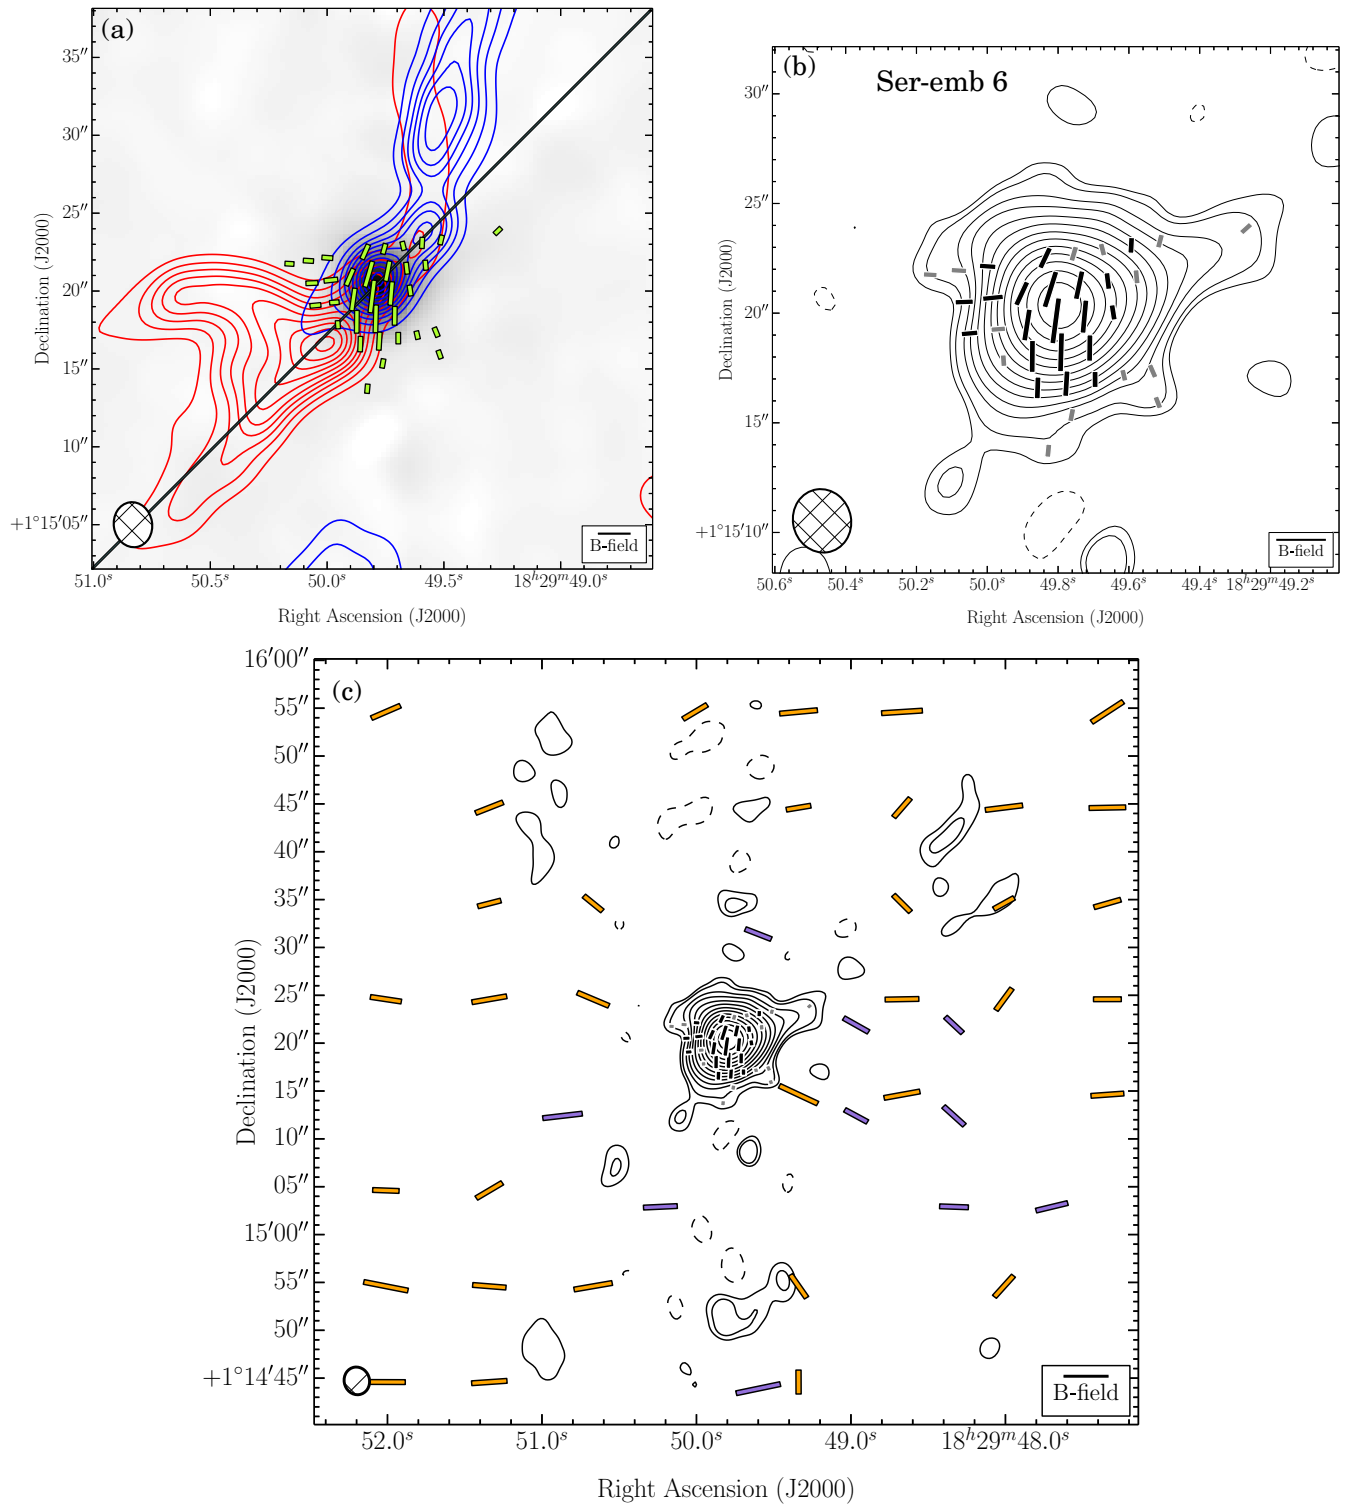 (a)
35″
30″
25″
20″
15″
10″
+1°15′05″
Declination (J2000)
51.0ˢ 50.5ˢ 50.0ˢ 49.5ˢ 18ʰ29ᵐ49.0ˢ
Right Ascension (J2000)
B-field
(b)
Ser-emb 6
30″
25″
20″
15″
+1°15′10″
Declination (J2000)
50.6ˢ 50.4ˢ 50.2ˢ 50.0ˢ 49.8ˢ 49.6ˢ 49.4ˢ 18ʰ29ᵐ49.2ˢ
Right Ascension (J2000)
B-field
(c)
16′00″
55″
50″
45″
40″
35″
30″
25″
20″
15″
10″
05″
15′00″
55″
50″
+1°14′45″
Declination (J2000)
52.0ˢ 51.0ˢ 50.0ˢ 49.0ˢ 18ʰ29ᵐ48.0ˢ
Right Ascension (J2000)
B-field